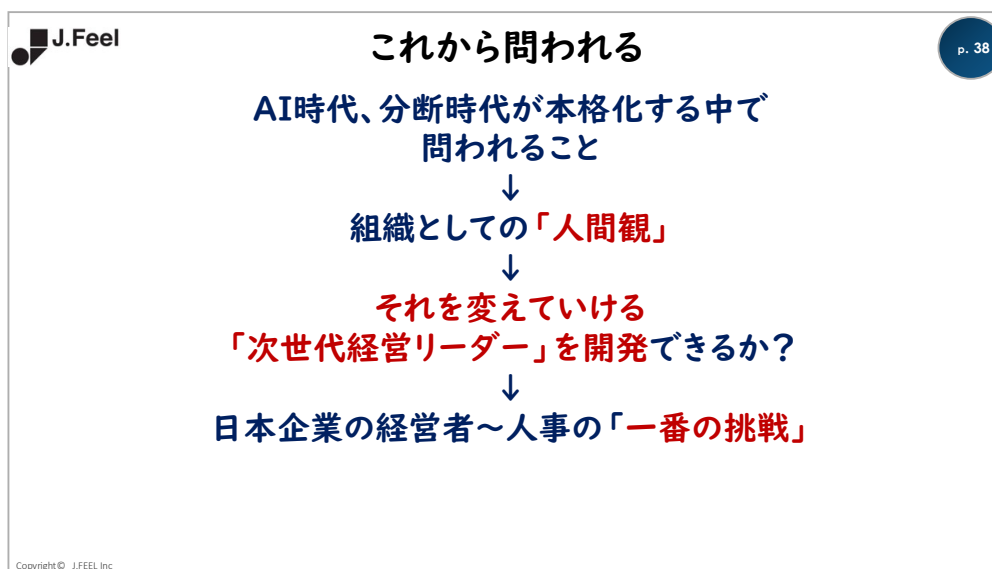 J.Feel
これから問われる
p. 38
AI時代、分断時代が本格化する中で
問われること
↓
組織としての「人間観」
↓
それを変えていける
「次世代経営リーダー」を開発できるか?
↓
日本企業の経営者～人事の「一番の挑戦」
Copyright© J.FEEL Inc